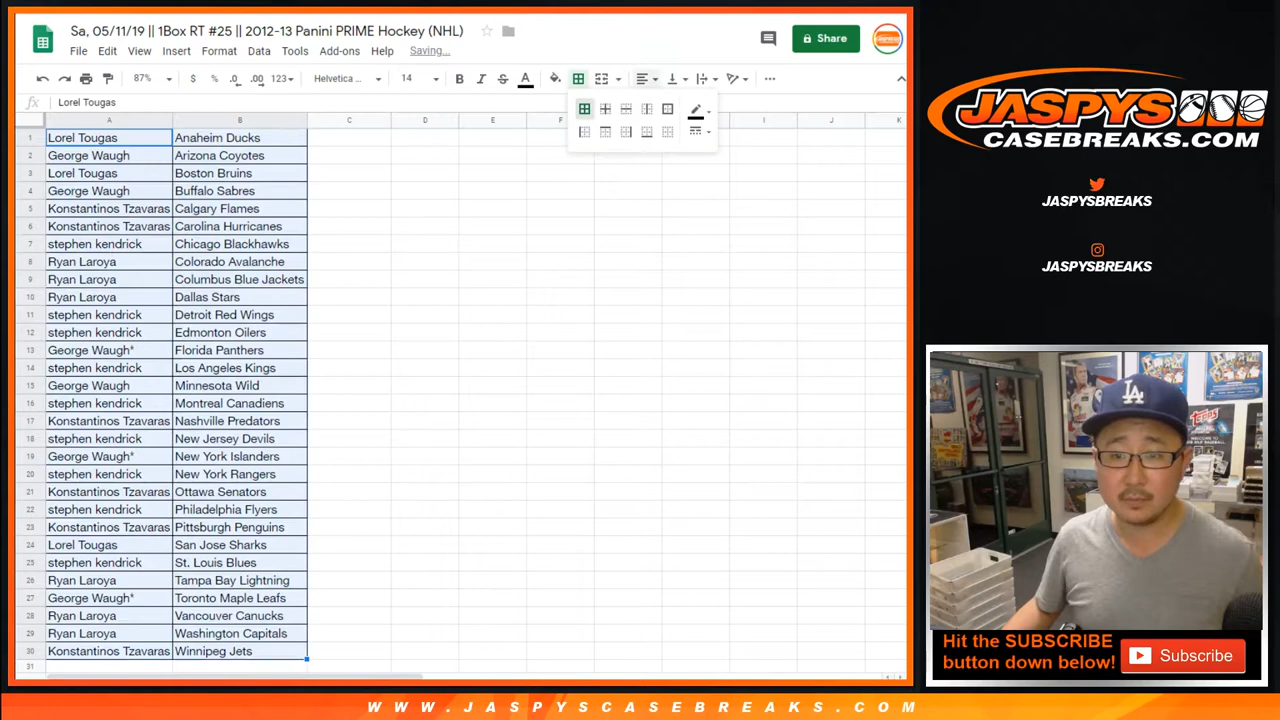 Sa, 05/11/19 || 1Box RT #25 || 2012-13 Panini PRIME Hockey (NHL)
File Edit View Insert Format Data Tools Add-ons Help Saving...
Share
87% $ % .0 .00 123 Helvetica ... 14 B I S A
fx Lorel Tougas
A B C D E F G H I J K
1 Lorel Tougas Anaheim Ducks
2 George Waugh Arizona Coyotes
3 Lorel Tougas Boston Bruins
4 George Waugh Buffalo Sabres
5 Konstantinos Tzavaras Calgary Flames
6 Konstantinos Tzavaras Carolina Hurricanes
7 stephen kendrick Chicago Blackhawks
8 Ryan Laroya Colorado Avalanche
9 Ryan Laroya Columbus Blue Jackets
10 Ryan Laroya Dallas Stars
11 stephen kendrick Detroit Red Wings
12 stephen kendrick Edmonton Oilers
13 George Waugh* Florida Panthers
14 stephen kendrick Los Angeles Kings
15 George Waugh Minnesota Wild
16 stephen kendrick Montreal Canadiens
17 Konstantinos Tzavaras Nashville Predators
18 stephen kendrick New Jersey Devils
19 George Waugh* New York Islanders
20 stephen kendrick New York Rangers
21 Konstantinos Tzavaras Ottawa Senators
22 stephen kendrick Philadelphia Flyers
23 Konstantinos Tzavaras Pittsburgh Penguins
24 Lorel Tougas San Jose Sharks
25 stephen kendrick St. Louis Blues
26 Ryan Laroya Tampa Bay Lightning
27 George Waugh* Toronto Maple Leafs
28 Ryan Laroya Vancouver Canucks
29 Ryan Laroya Washington Capitals
30 Konstantinos Tzavaras Winnipeg Jets
31
JASPYS
CASEBREAKS.COM
JASPYSBREAKS
JASPYSBREAKS
LA
Topps
Hit the SUBSCRIBE
button down below!
Subscribe
WWW.JASPYSCASEBREAKS.COM